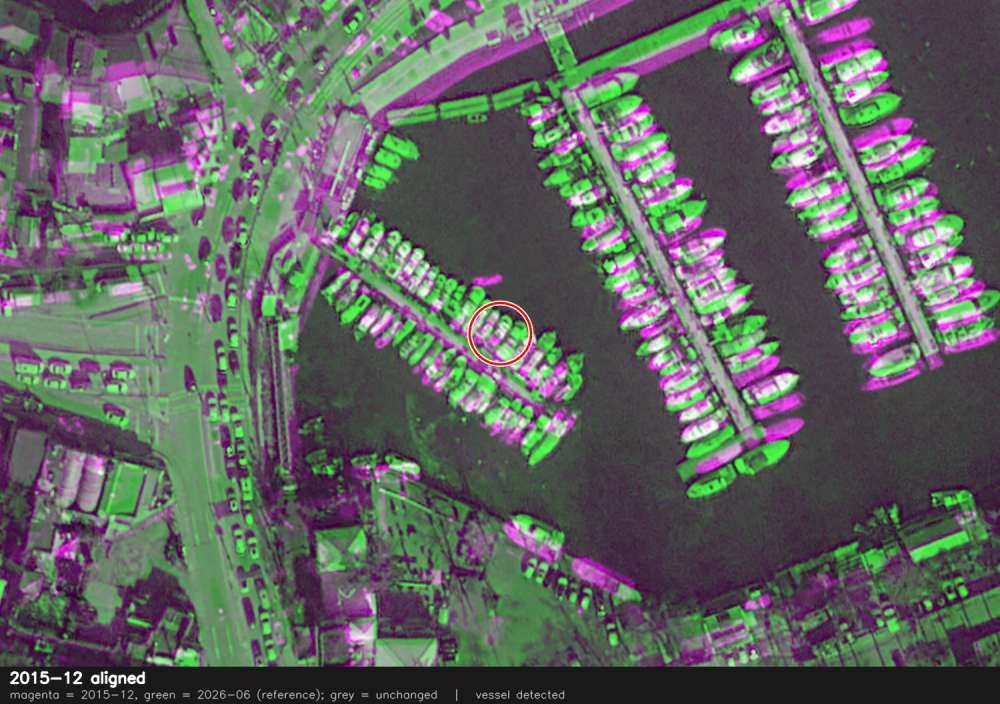 2015-12 aligned
magenta = 2015-12, green = 2026-06 (reference); grey = unchanged | vessel detected